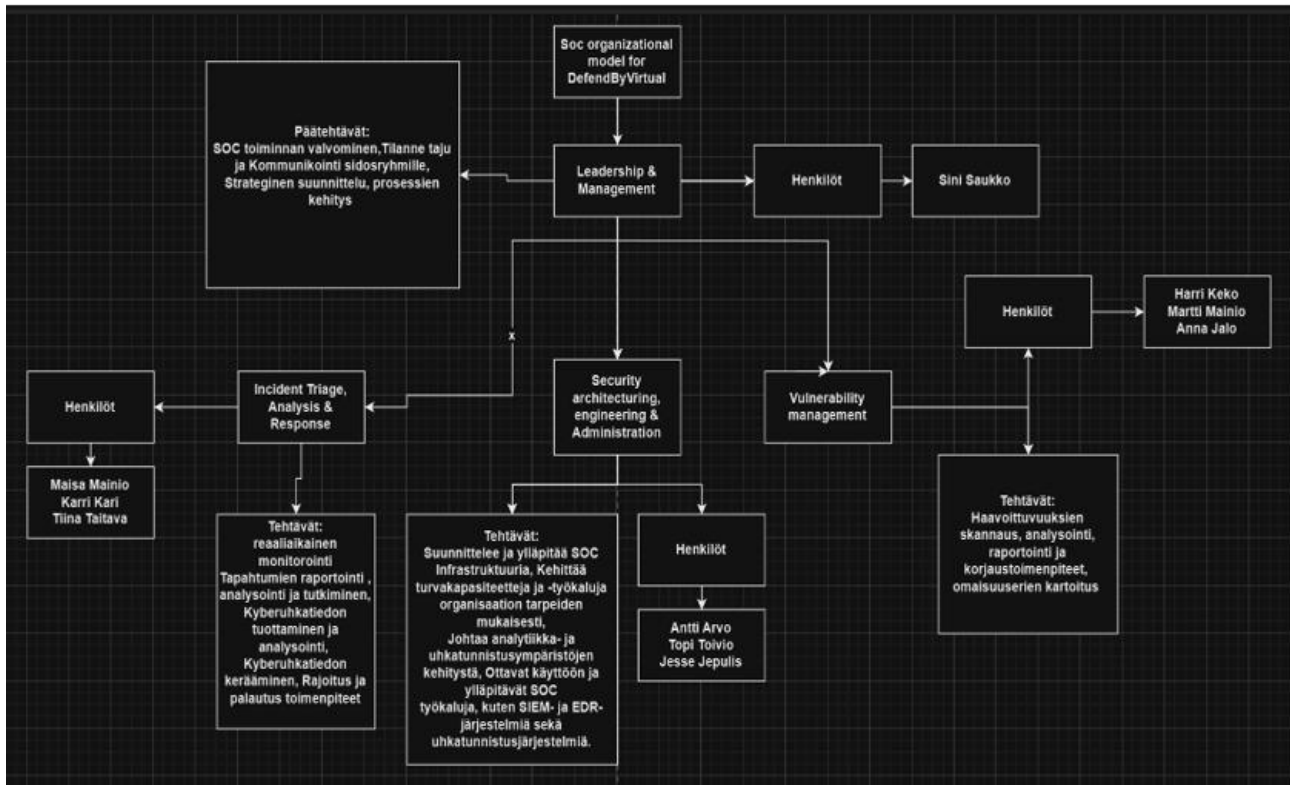 Soc organizational
model for
DefendByVirtual
Päätehtävät:
SOC toiminnan valvominen,Tilanne taju
ja Kommunikointi sidosryhmille,
Strateginen suunnittelu, prosessien
kehitys
Leadership &
Management
Henkilöt
Sini Saukko
Henkilöt
Harri Keko
Martti Mainio
Anna Jalo
x
Henkilöt
Incident Triage,
Analysis &
Response
Security
architecturing,
engineering &
Administration
Vulnerability
management
Maisa Mainio
Karri Kari
Tiina Taitava
Tehtävät:
reaaliaikainen
monitorointi
Tapahtumien raportointi ,
analysointi ja tutkiminen,
Kyberuhkatiedon
tuottaminen ja
analysointi,
Kyberuhkatiedon
kerääminen, Rajoitus ja
palautus toimenpiteet
Tehtävät:
Suunnittelee ja ylläpitää SOC
Infrastruktuuria, Kehittää
turvakapasiteetteja ja -työkaluja
organisaation tarpeiden
mukaisesti,
Johtaa analytiikka- ja
uhkatunnistusympäristöjen
kehitystä, Ottavat käyttöön ja
ylläpitävät SOC
työkaluja, kuten SIEM- ja EDR-
järjestelmiä sekä
uhkatunnistusjärjestelmiä.
Henkilöt
Antti Arvo
Topi Toivio
Jesse Jepulis
Tehtävät:
Haavoittuvuuksien
skannaus, analysointi,
raportointi ja
korjaustoimenpiteet,
omaisuuserien kartoitus